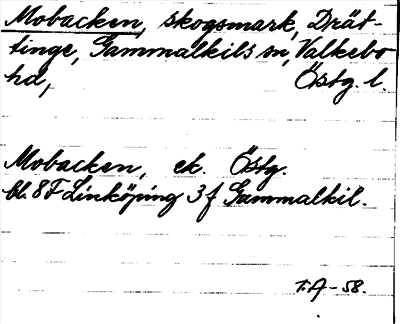 Mobacken, skogsmark, Drät-
tinge, Gammalkils sn, Valkebo
hd, Östg. l.
Mobacken, ek. Östg.
bl. 8F Linköping 3f Gammalkil.
T.A-58.